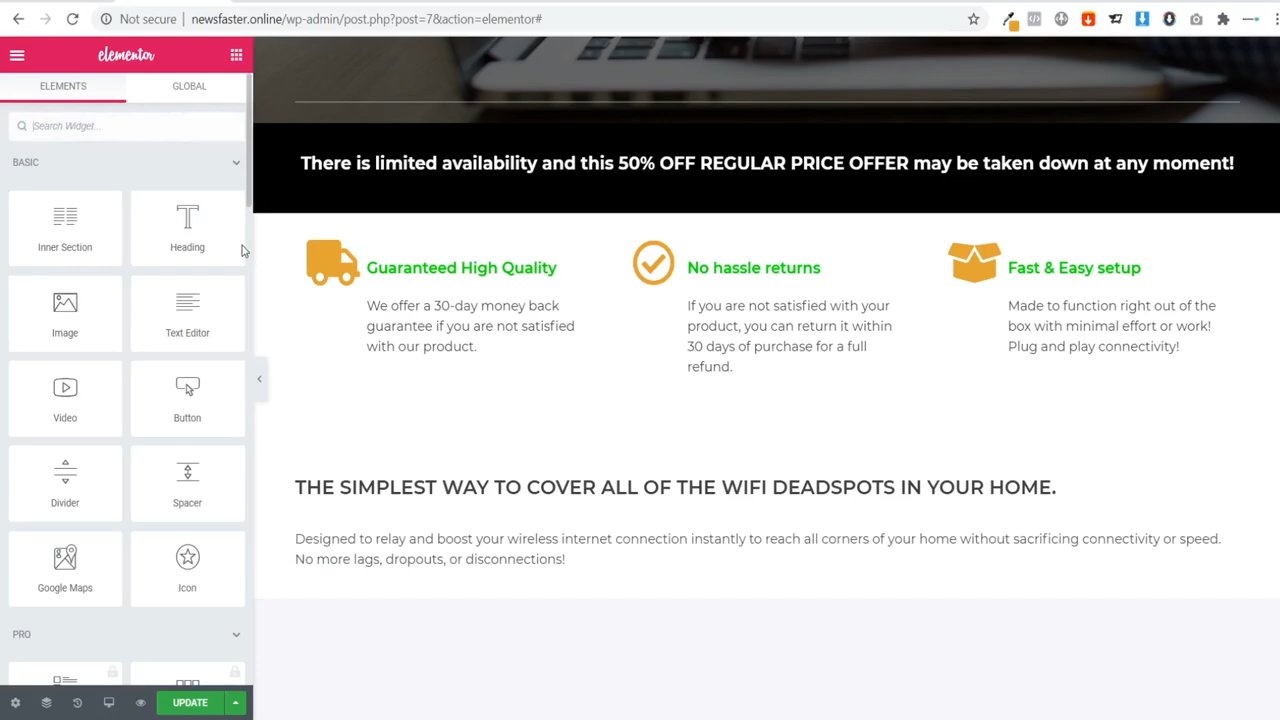 Not secure newsfaster.online/wp-admin/post.php?post=7&action=elementor#
elementor
ELEMENTS GLOBAL
Search Widget...
BASIC
Inner Section
Heading
Image
Text Editor
Video
Button
Divider
Spacer
Google Maps
Icon
PRO
UPDATE
There is limited availability and this 50% OFF REGULAR PRICE OFFER may be taken down at any moment!
Guaranteed High Quality
We offer a 30-day money back
guarantee if you are not satisfied
with our product.
No hassle returns
If you are not satisfied with your
product, you can return it within
30 days of purchase for a full
refund.
Fast & Easy setup
Made to function right out of the
box with minimal effort or work!
Plug and play connectivity!
THE SIMPLEST WAY TO COVER ALL OF THE WIFI DEADSPOTS IN YOUR HOME.
Designed to relay and boost your wireless internet connection instantly to reach all corners of your home without sacrificing connectivity or speed.
No more lags, dropouts, or disconnections!